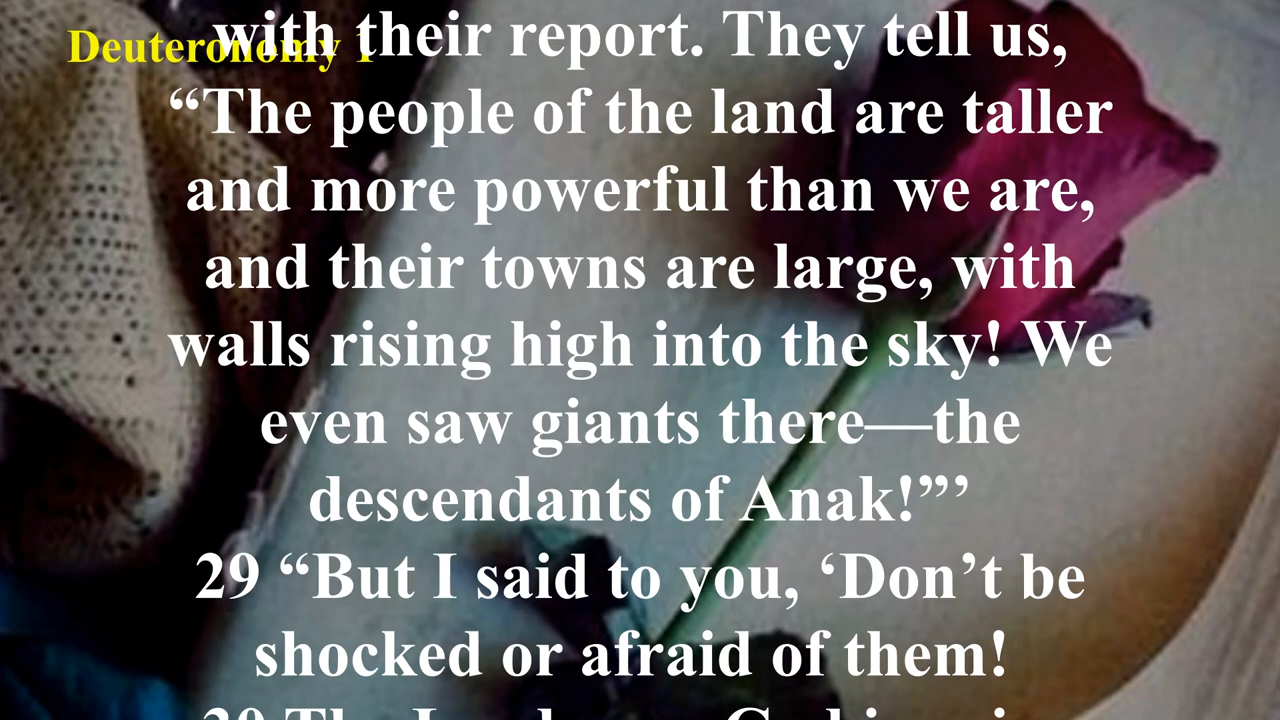 Deuteronomy 1
with their report. They tell us,
“The people of the land are taller
and more powerful than we are,
and their towns are large, with
walls rising high into the sky! We
even saw giants there—the
descendants of Anak!”’
29 “But I said to you, ‘Don’t be
shocked or afraid of them!